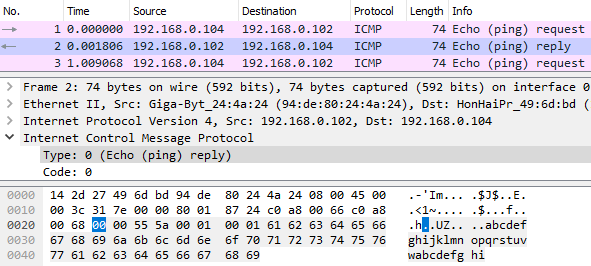 No. Time Source Destination Protocol Length Info
1 0.000000 192.168.0.104 192.168.0.102 ICMP 74 Echo (ping) request
2 0.001806 192.168.0.102 192.168.0.104 ICMP 74 Echo (ping) reply
3 1.009068 192.168.0.104 192.168.0.102 ICMP 74 Echo (ping) request
Frame 2: 74 bytes on wire (592 bits), 74 bytes captured (592 bits) on interface 0
Ethernet II, Src: Giga-Byt_24:4a:24 (94:de:80:24:4a:24), Dst: HonHaiPr_49:6d:bd (
Internet Protocol Version 4, Src: 192.168.0.102, Dst: 192.168.0.104
Internet Control Message Protocol
Type: 0 (Echo (ping) reply)
Code: 0
0000 14 2d 27 49 6d bd 94 de 80 24 4a 24 08 00 45 00 .-'Im.... .$J$..E.
0010 00 3c 31 7e 00 00 80 01 87 24 c0 a8 00 66 c0 a8 .<1~.... .$...f..
0020 00 68 00 00 55 5a 00 01 00 01 61 62 63 64 65 66 .h..UZ.. ..abcdef
0030 67 68 69 6a 6b 6c 6d 6e 6f 70 71 72 73 74 75 76 ghijklmn opqrstuv
0040 77 61 62 63 64 65 66 67 68 69 wabcdefg hi